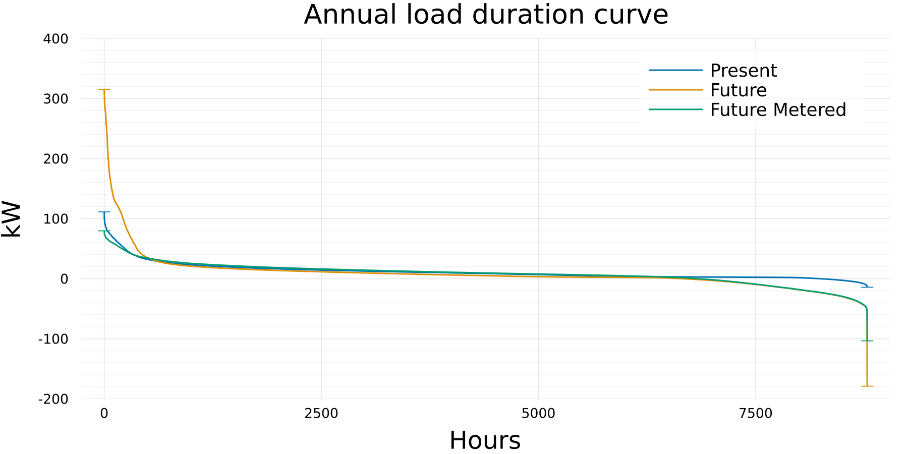 Annual load duration curve
400
300
200
100
0
-100
-200
kW
Present
Future
Future Metered
0 2500 5000 7500
Hours